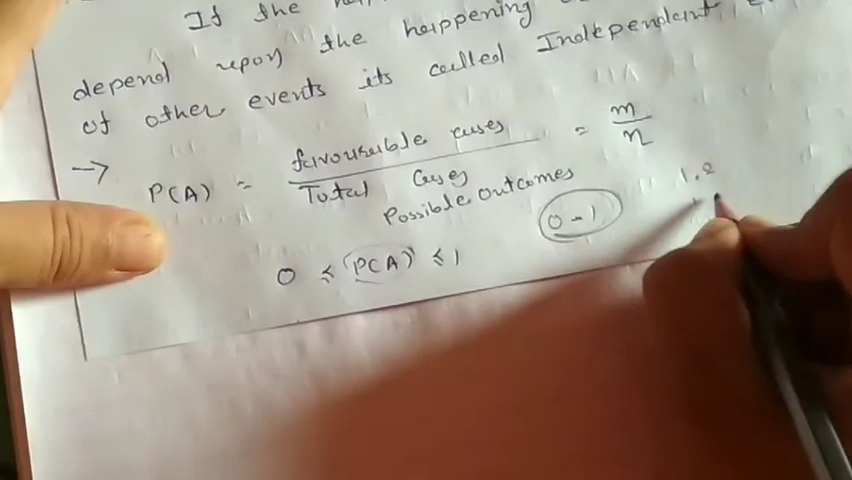 If the
depend upon the happening
of other events its called Independent
→ P(A) = favourable cases / Total Cases = m/n
Possible outcomes
0 - 1
1.2
0 ≤ P(A) ≤ 1